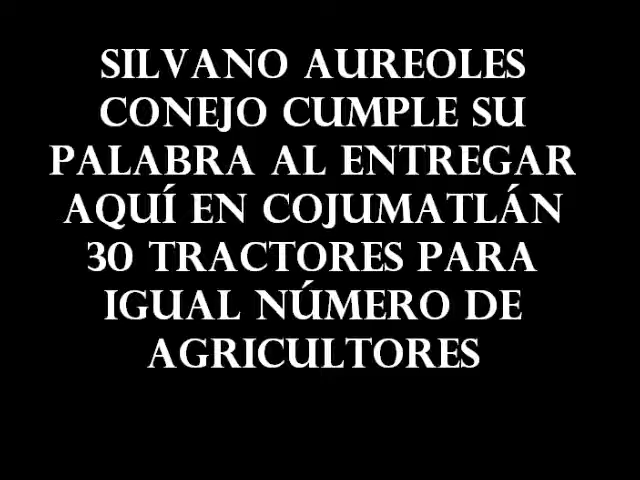 SILVANO AUREOLES
CONEJO CUMPLE SU
PALABRA AL ENTREGAR
AQUÍ EN COJUMATLÁN
30 TRACTORES PARA
IGUAL NÚMERO DE
AGRICULTORES